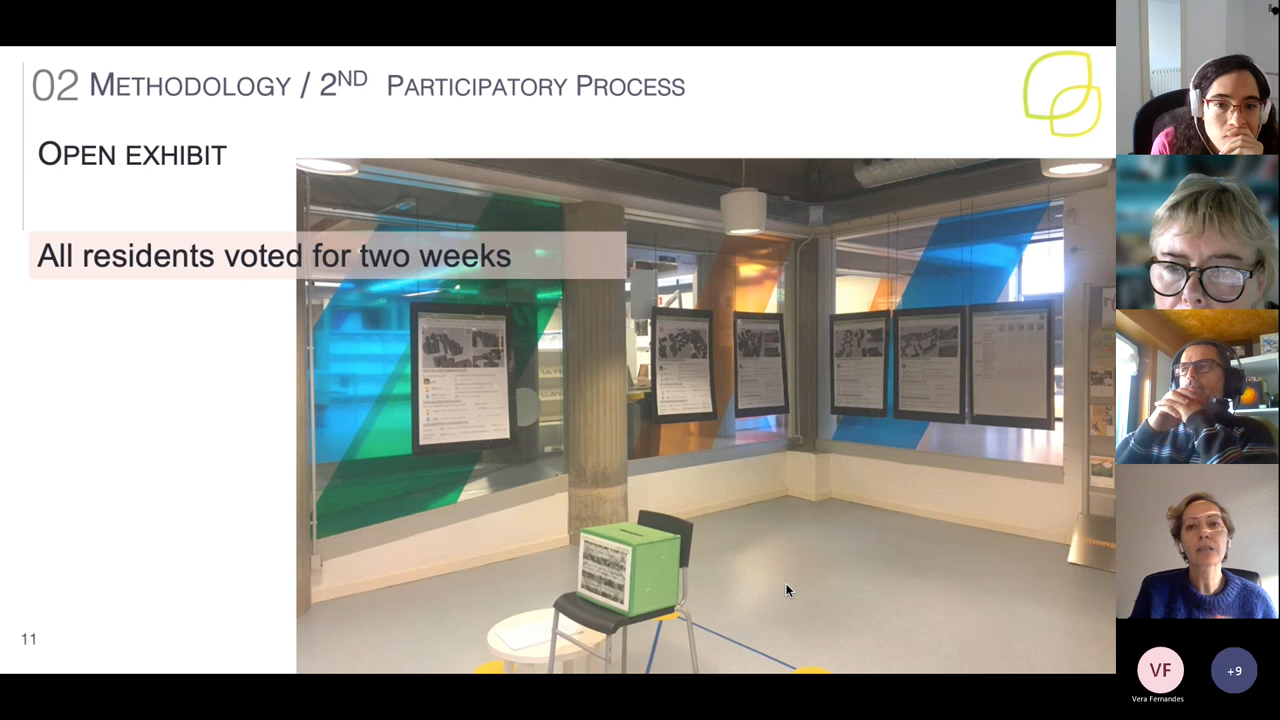 02 METHODOLOGY / 2ND PARTICIPATORY PROCESS
OPEN EXHIBIT
All residents voted for two weeks
11
VF
+9
Vera Fernandes